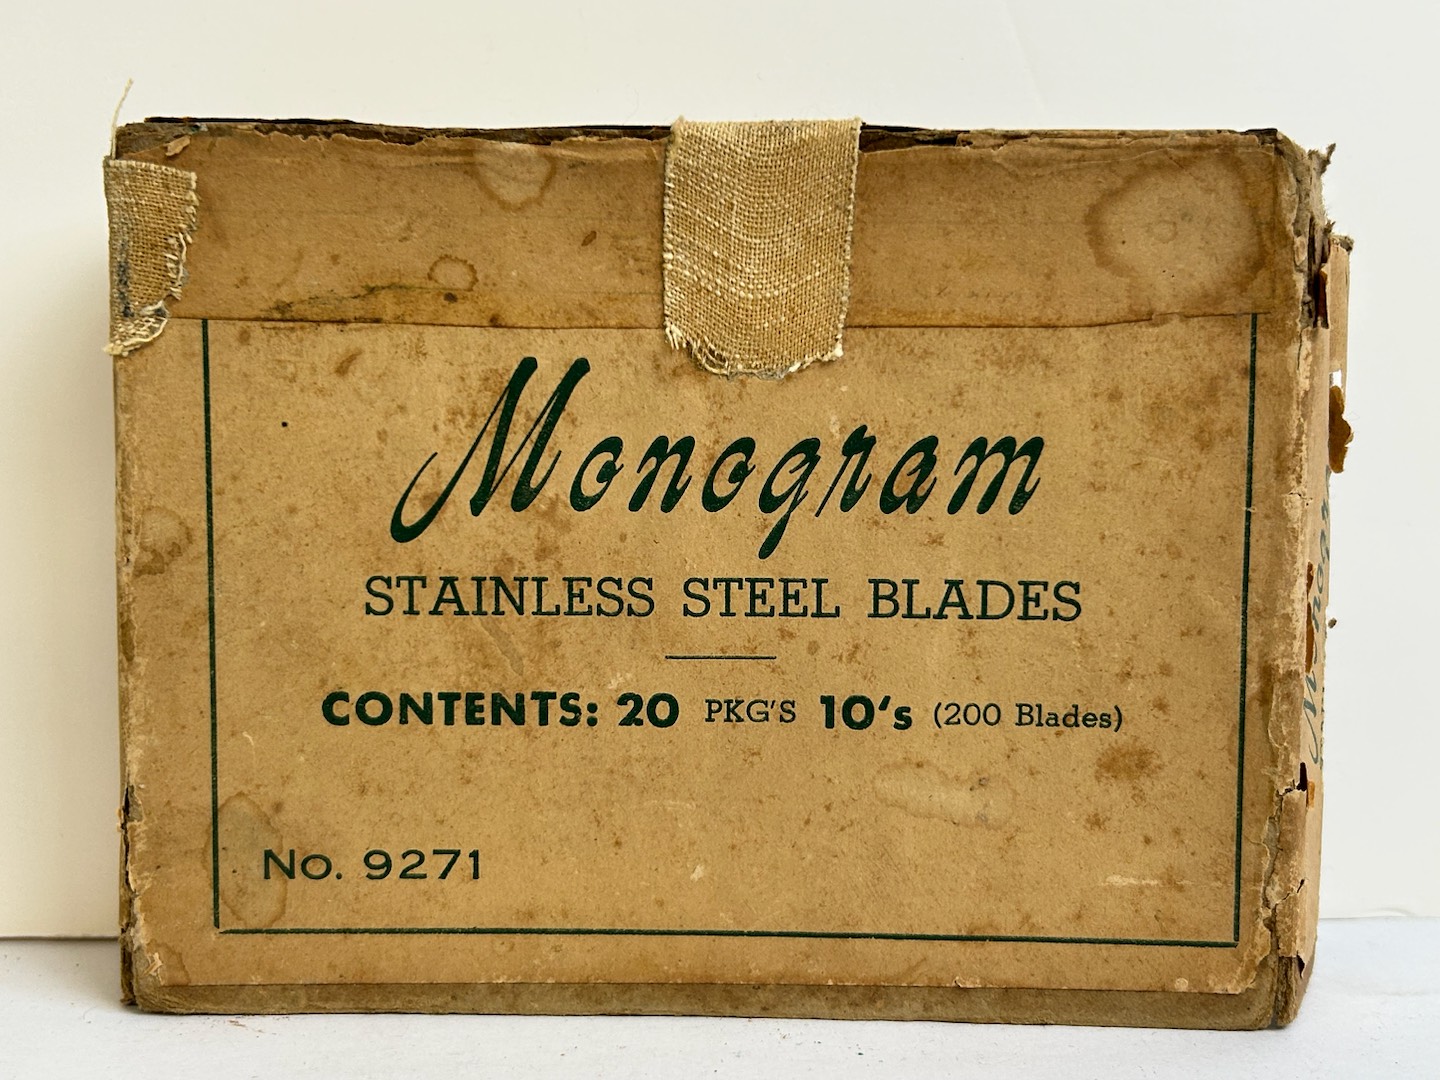 Monogram
STAINLESS STEEL BLADES
CONTENTS: 20 PKG'S 10's (200 Blades)
No. 9271